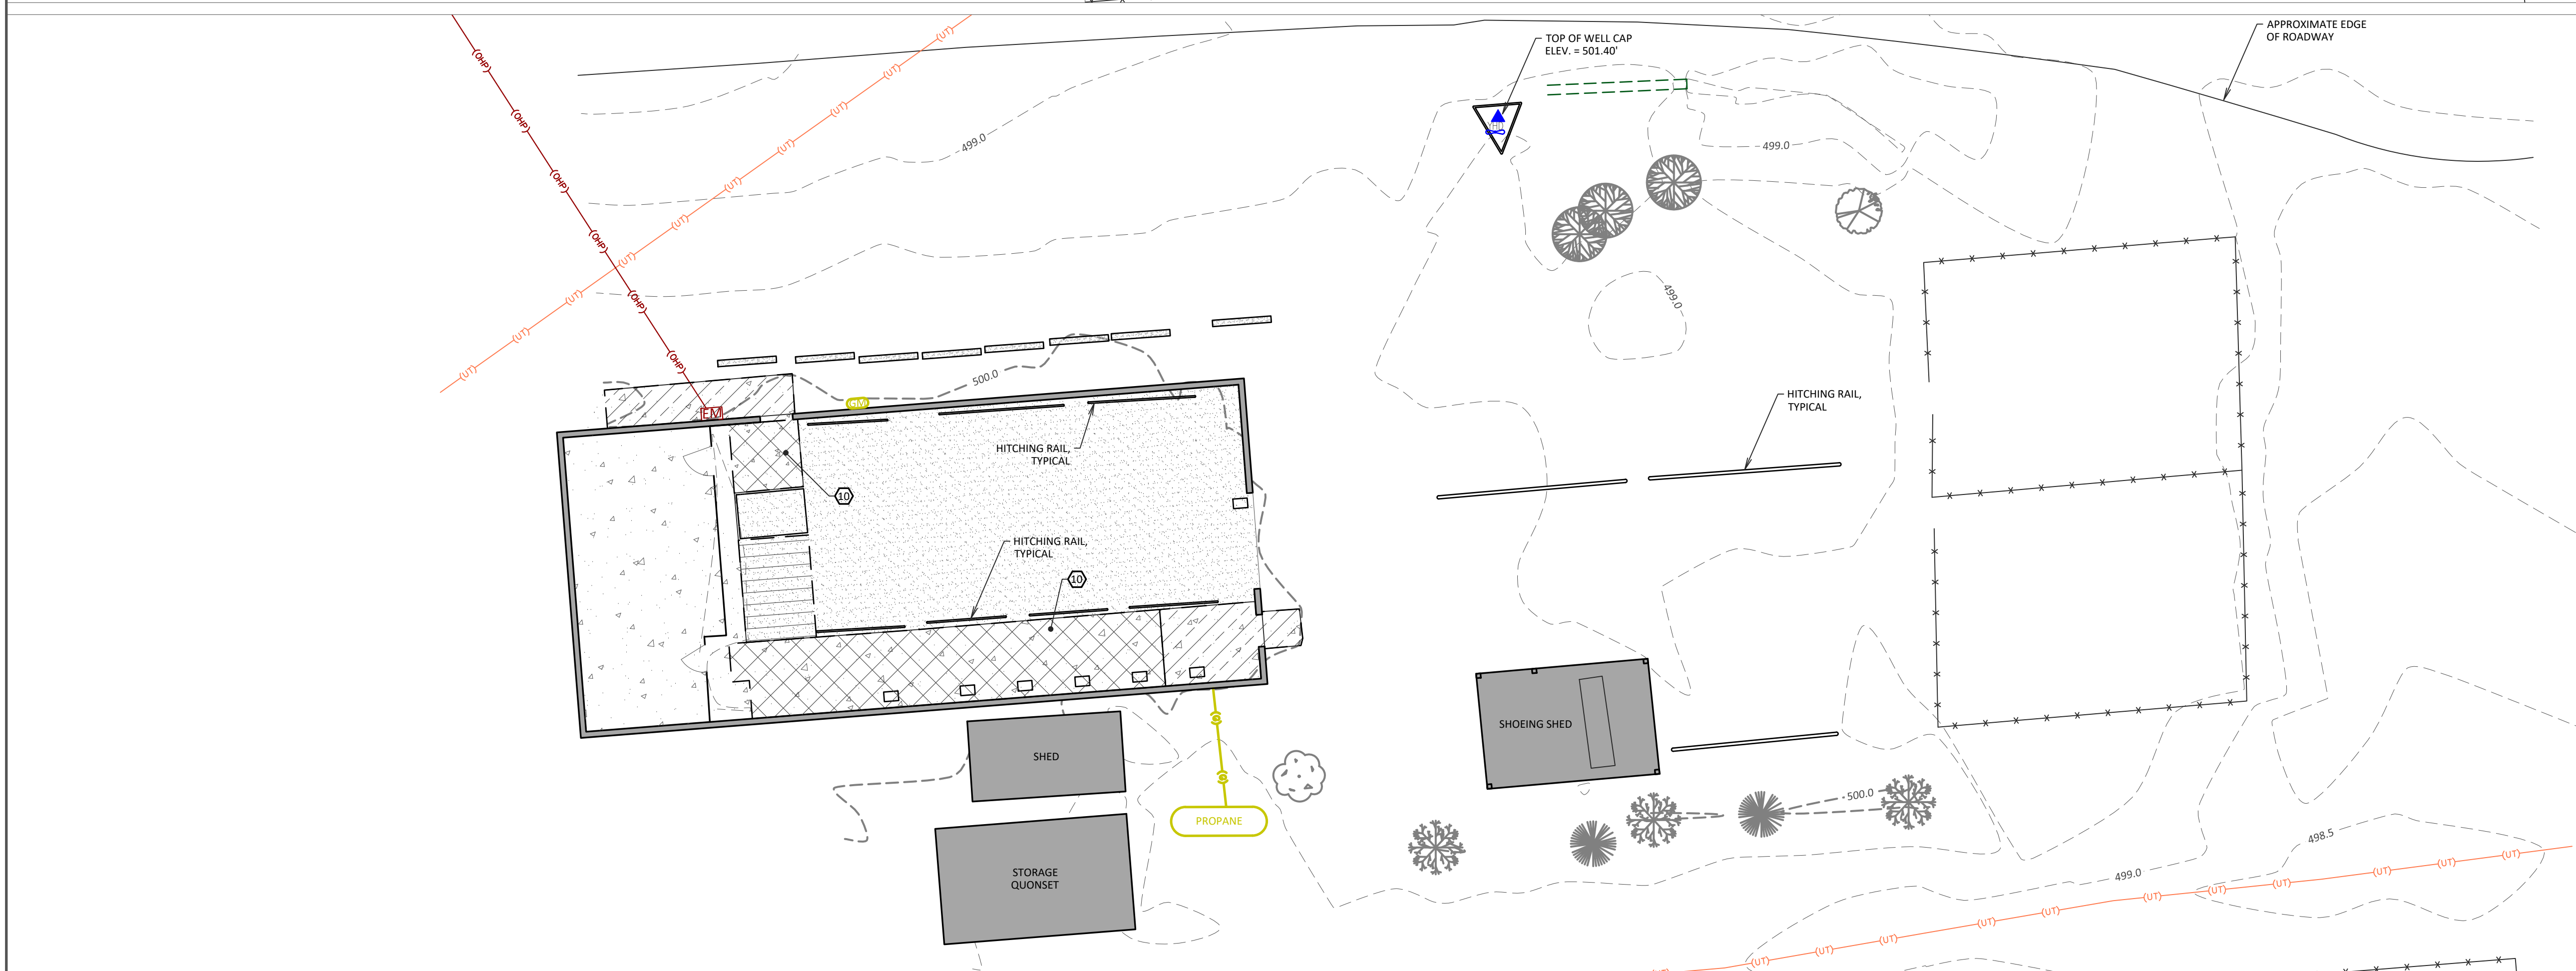 APPROXIMATE EDGE
OF ROADWAY
TOP OF WELL CAP
ELEV. = 501.40'
(OHP)
(OHP)
(OHP)
(OHP)
(OHP)
(OHP)
(UT)
(UT)
(UT)
(UT)
(UT)
(UT)
(UT)
(UT)
(UT)
(UT)
499.0
499.0
499.0
YHD
500.0
EM
GM
HITCHING RAIL,
TYPICAL
HITCHING RAIL,
TYPICAL
10
HITCHING RAIL,
TYPICAL
10
SHOEING SHED
SHED
PROPANE
500.0
STORAGE
QUONSET
498.5
499.0
(UT)
(UT)
(UT)
(UT)
(UT)
(UT)
(UT)
(UT)
(UT)
(UT)
(UT)